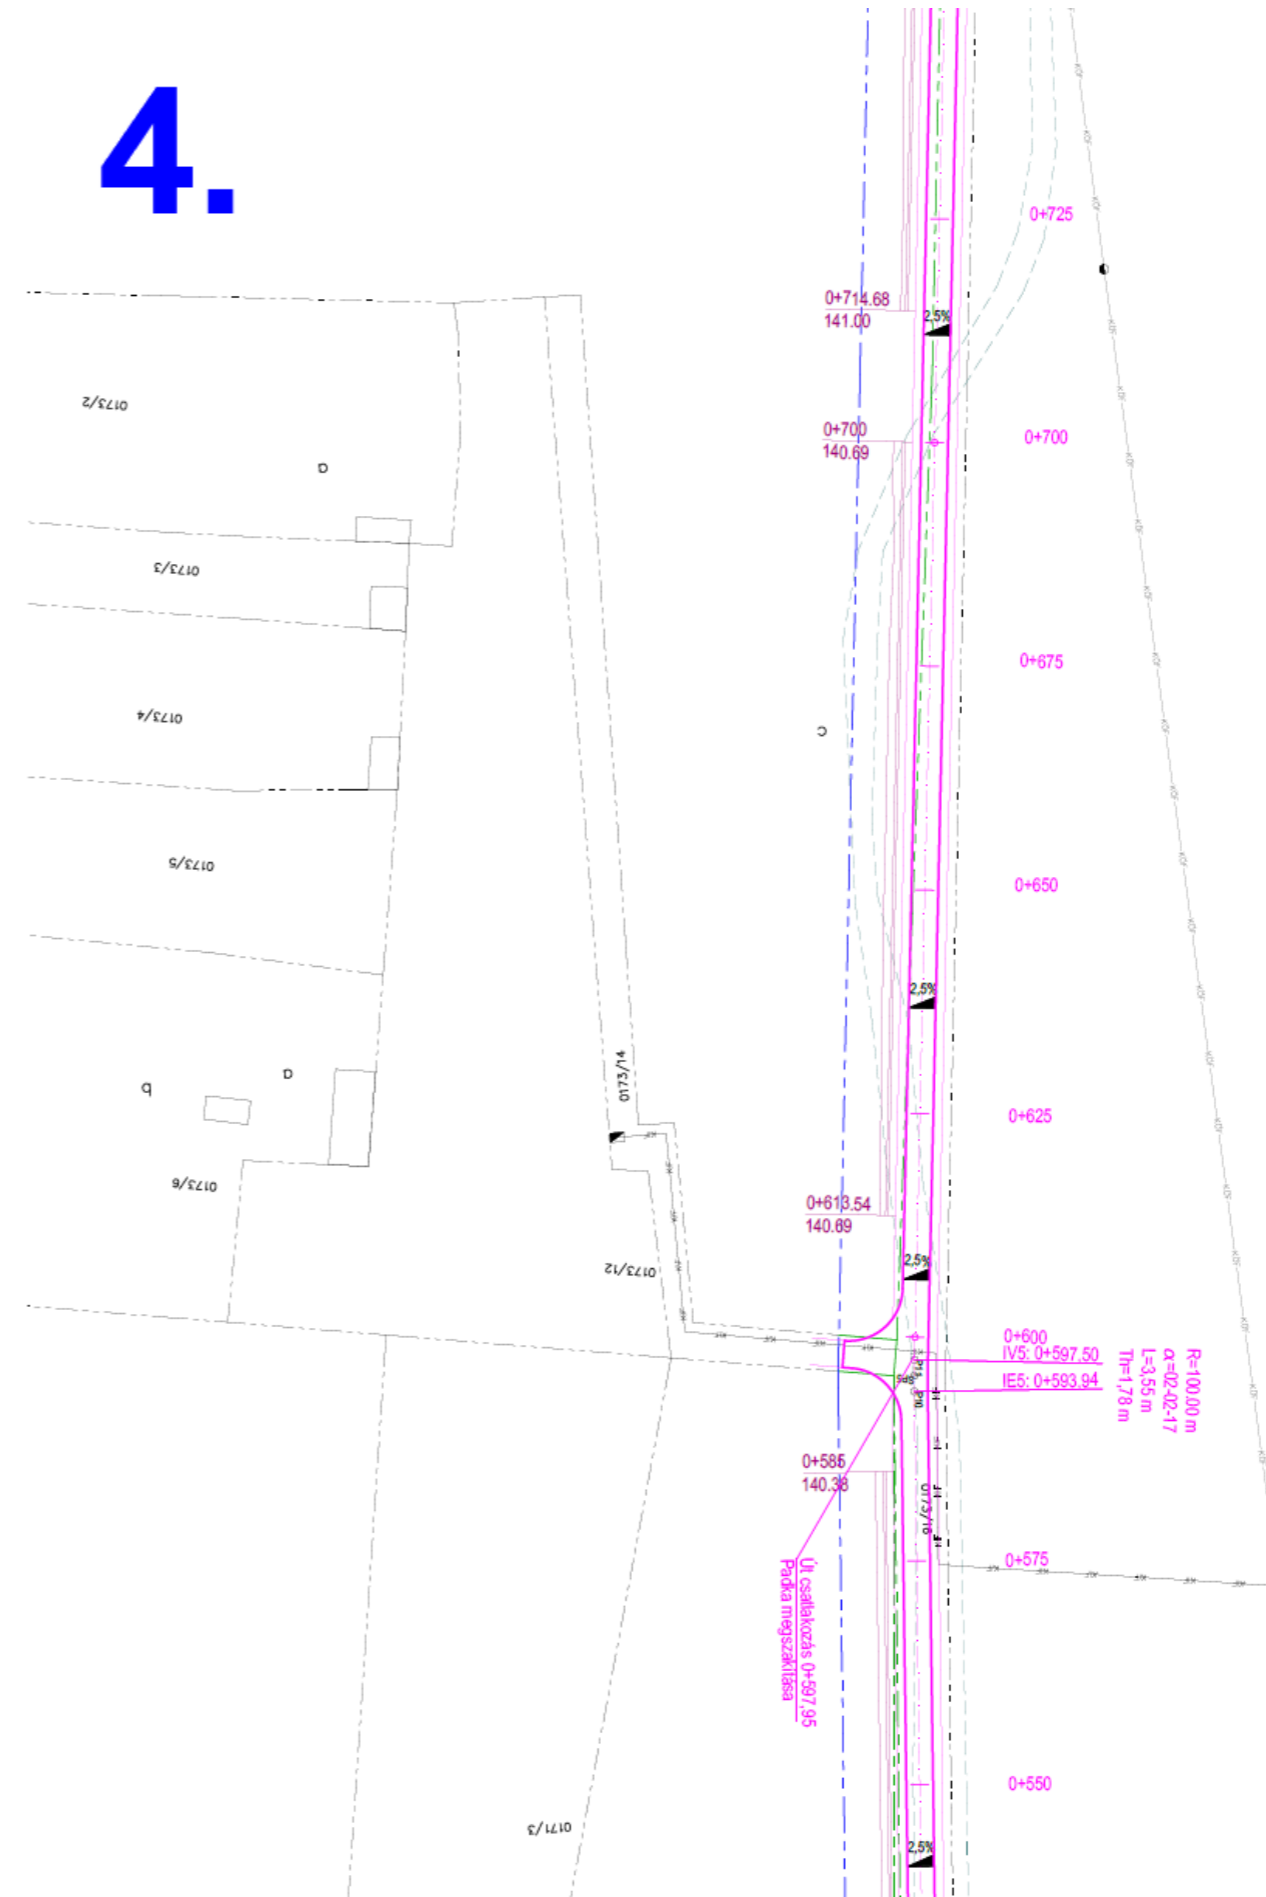 4.
0+725
0+714.68
141.00
2,5%
0+700
140.69
0+700
0173/2
a
0173/3
0+675
0173/4
c
0173/5
0+650
2,5%
0173/14
a
b
0+625
0173/6
0+613.54
140.69
2,5%
0173/12
0+600
IV5: 0+597.50
IE5: 0+593.94
R=100.00 m
α=02-02-17
L=3,55 m
Th=1,78 m
P11
P10
0+585
140.38
0173/16
0+575
Út csatlakozás 0+597,95
Padka megszakítása
0+550
0171/3
2,5%